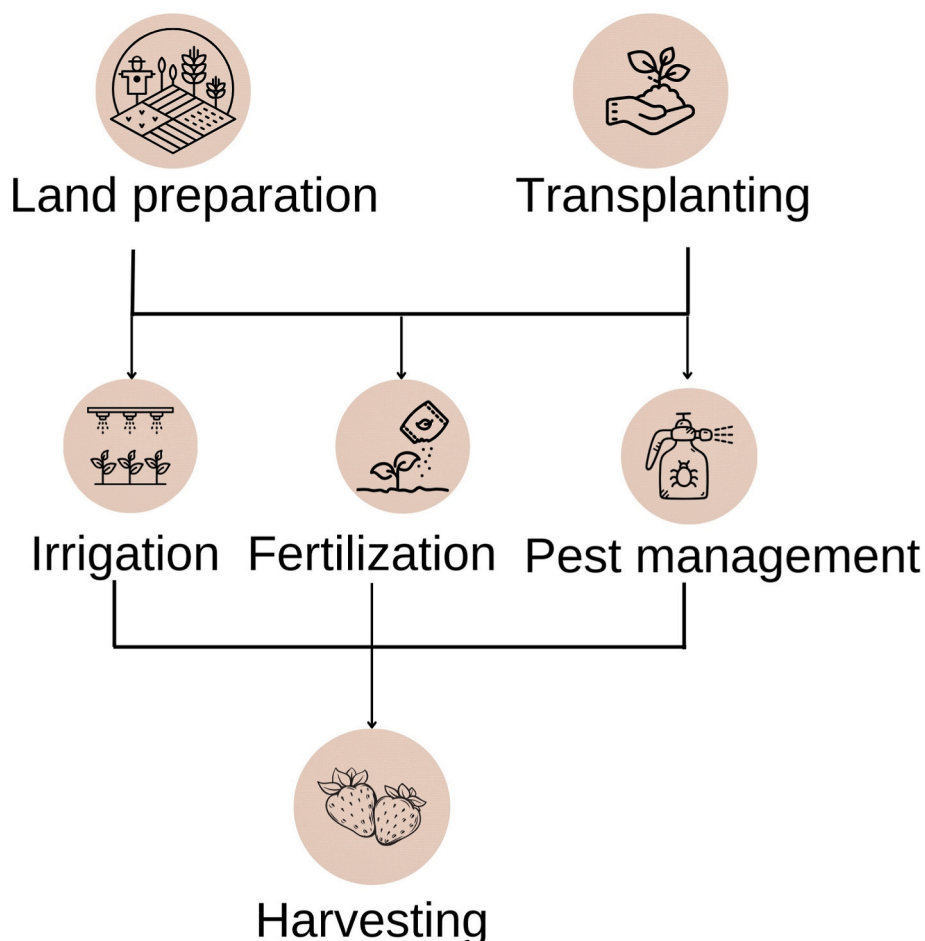 Land preparation
Transplanting
Irrigation
Fertilization
Pest management
Harvesting